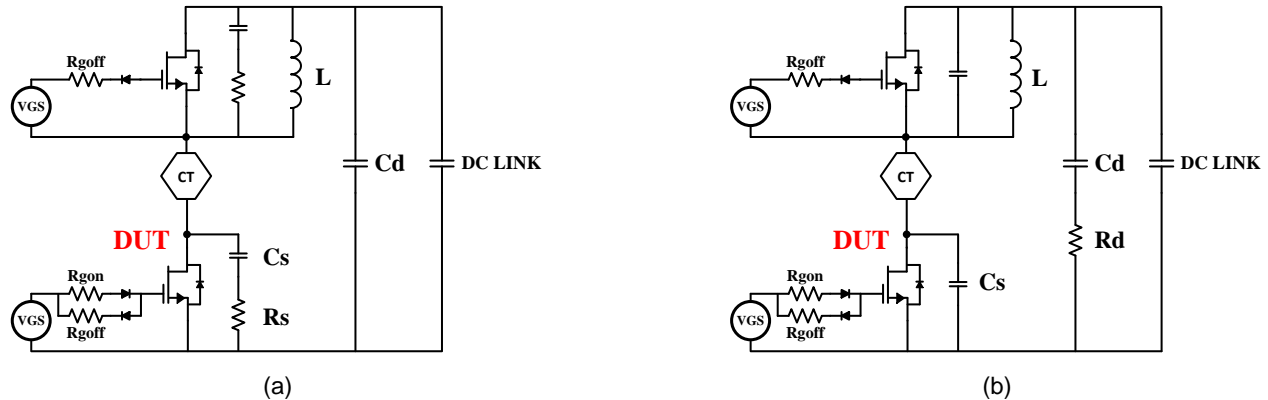 Rgoff
VGS
L
CT
Cd
DC LINK
DUT
Cs
Rgon
VGS
Rgoff
Rs
(a)
Rgoff
VGS
L
CT
Cd
DC LINK
DUT
Rd
Rgon
Cs
VGS
Rgoff
(b)